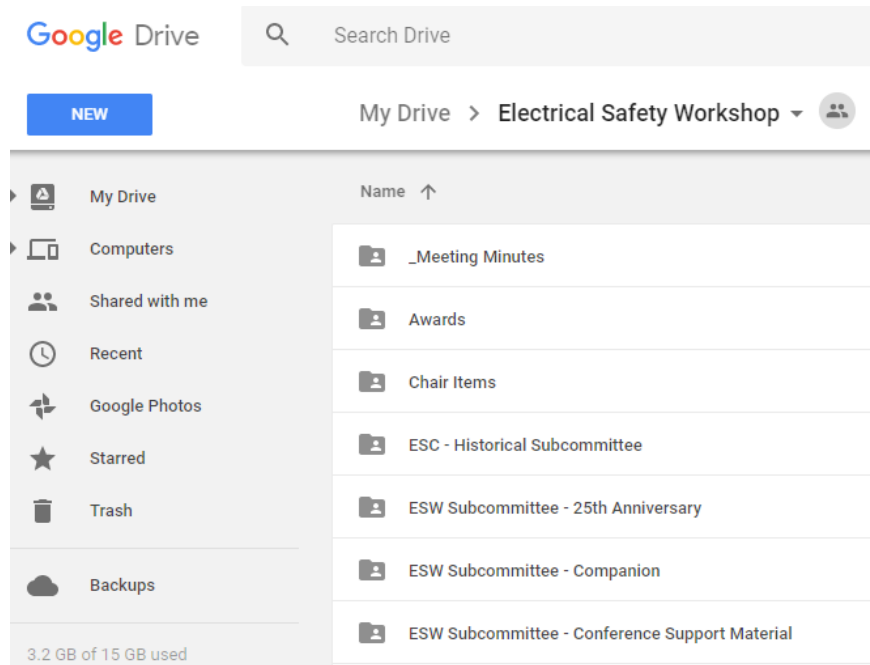 Google Drive
Search Drive
NEW
My Drive > Electrical Safety Workshop
My Drive
Computers
Shared with me
Recent
Google Photos
Starred
Trash
Backups
3.2 GB of 15 GB used
Name
_Meeting Minutes
Awards
Chair Items
ESC - Historical Subcommittee
ESW Subcommittee - 25th Anniversary
ESW Subcommittee - Companion
ESW Subcommittee - Conference Support Material